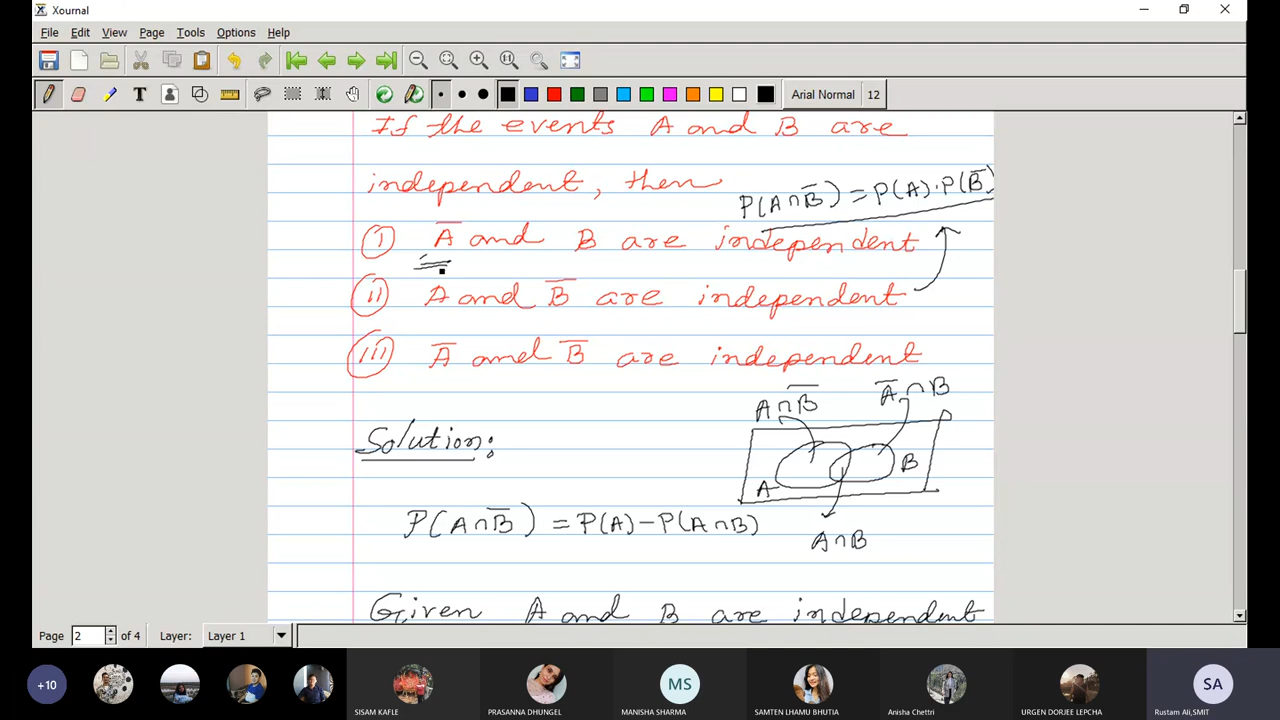 Xournal
File Edit View Page Tools Options Help
Arial Normal 12
If the events A and B are
independent, then
P(A∩B̅) = P(A)·P(B̅)
(i) A̅ and B are independent
(ii) A and B̅ are independent
(iii) A̅ and B̅ are independent
A∩B̅ A̅∩B
Solution:
A B
P(A∩B̅) = P(A) - P(A∩B)
A∩B
Given A and B are independent
Page 2 of 4 Layer: Layer 1
+10 MS SA
SISAM KAFLE PRASANNA DHUNGEL MANISHA SHARMA SAMTEN LHAMU BHUTIA Anisha Chettri URGEN DORJEE LEPCHA Rustam Ali,SMIT